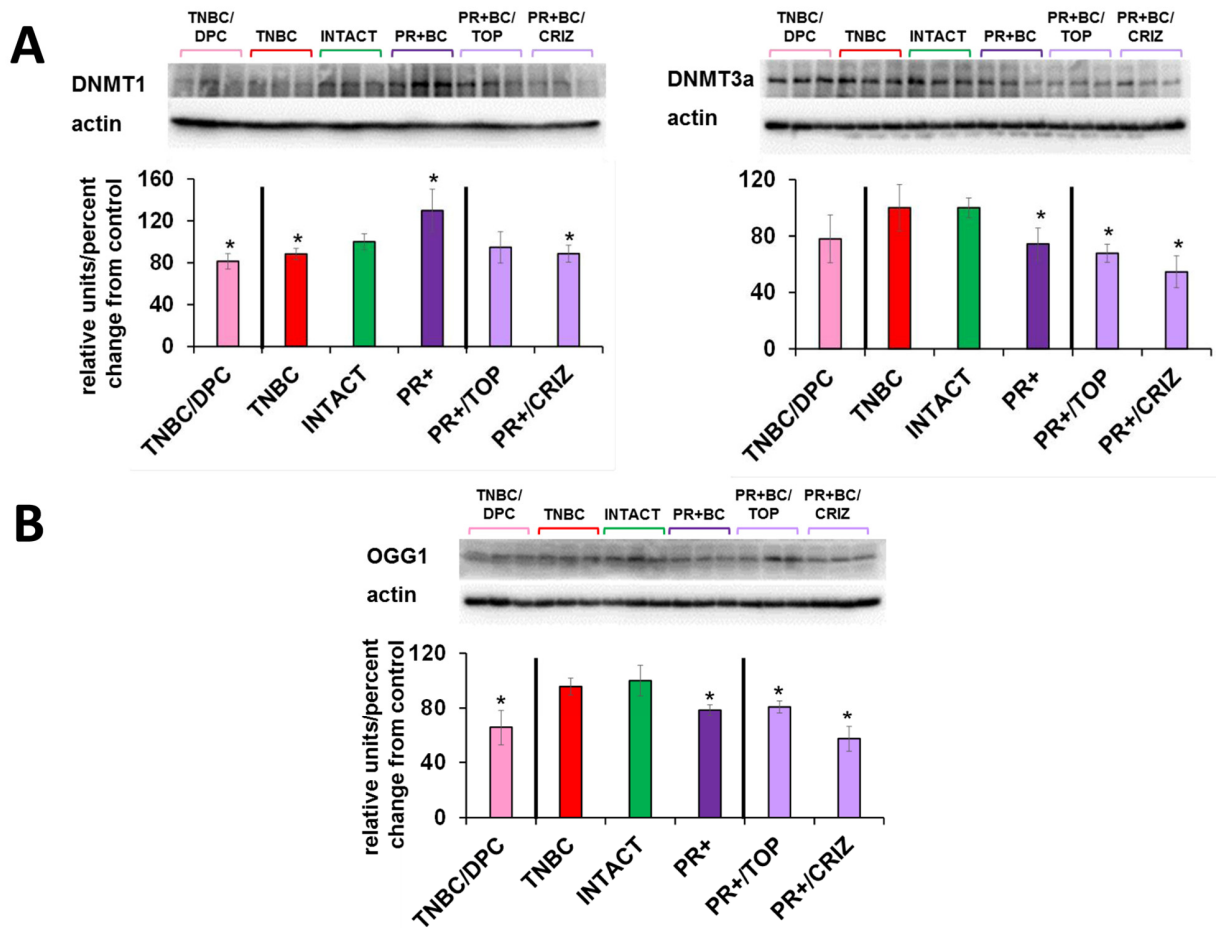 A
TNBC/
DPC
TNBC
INTACT
PR+BC
PR+BC/
TOP
PR+BC/
CRIZ
DNMT1
actin
relative units/percent
change from control
160
120
80
40
0
*
*
*
*
TNBC/DPC
TNBC
INTACT
PR+
PR+/TOP
PR+/CRIZ
TNBC/
DPC
TNBC
INTACT
PR+BC
PR+BC/
TOP
PR+BC/
CRIZ
DNMT3a
actin
120
80
40
0
*
*
*
TNBC/DPC
TNBC
INTACT
PR+
PR+/TOP
PR+/CRIZ
B
TNBC/
DPC
TNBC
INTACT
PR+BC
PR+BC/
TOP
PR+BC/
CRIZ
OGG1
actin
relative units/percent
change from control
120
80
40
0
*
*
*
*
TNBC/DPC
TNBC
INTACT
PR+
PR+/TOP
PR+/CRIZ